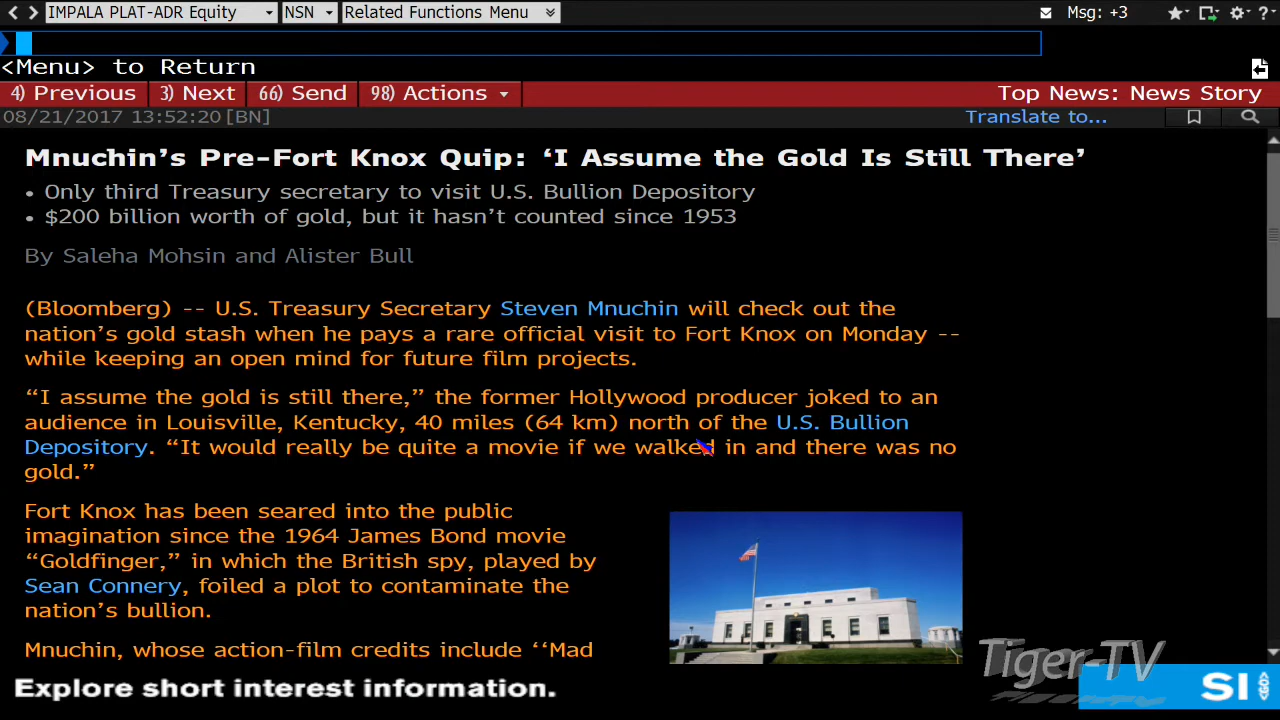 IMPALA PLAT-ADR Equity NSN Related Functions Menu Msg: +3 ?
<Menu> to Return
4) Previous 3) Next 66) Send 98) Actions Top News: News Story
08/21/2017 13:52:20 [BN] Translate to...
Mnuchin’s Pre-Fort Knox Quip: ‘I Assume the Gold Is Still There’
• Only third Treasury secretary to visit U.S. Bullion Depository
• $200 billion worth of gold, but it hasn’t counted since 1953
By Saleha Mohsin and Alister Bull
(Bloomberg) -- U.S. Treasury Secretary Steven Mnuchin will check out the
nation’s gold stash when he pays a rare official visit to Fort Knox on Monday --
while keeping an open mind for future film projects.
“I assume the gold is still there,” the former Hollywood producer joked to an
audience in Louisville, Kentucky, 40 miles (64 km) north of the U.S. Bullion
Depository. “It would really be quite a movie if we walked in and there was no
gold.”
Fort Knox has been seared into the public
imagination since the 1964 James Bond movie
“Goldfinger,” in which the British spy, played by
Sean Connery, foiled a plot to contaminate the
nation’s bullion.
Mnuchin, whose action-film credits include ‘‘Mad
Tiger-TV
Explore short interest information.
SI